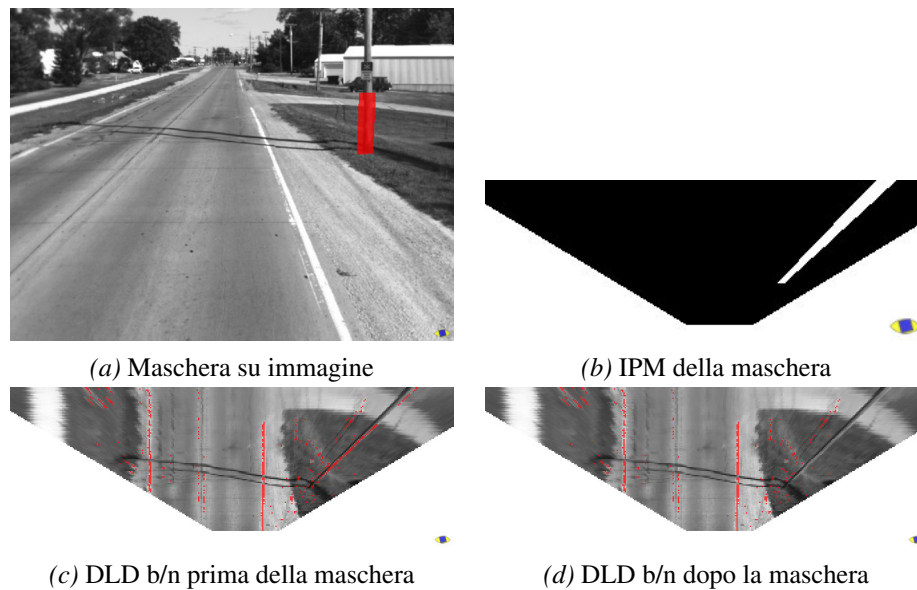 (a) Maschera su immagine
(b) IPM della maschera
(c) DLD b/n prima della maschera
(d) DLD b/n dopo la maschera